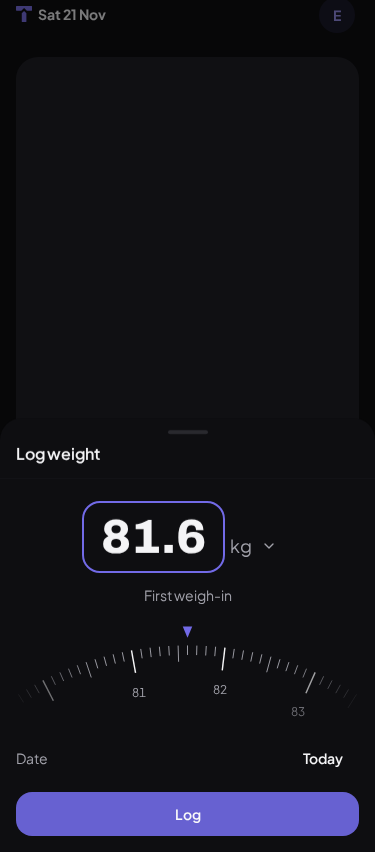 Sat 21 Nov
E
Log weight
81.6
kg
First weigh-in
81
82
83
Date
Today
Log